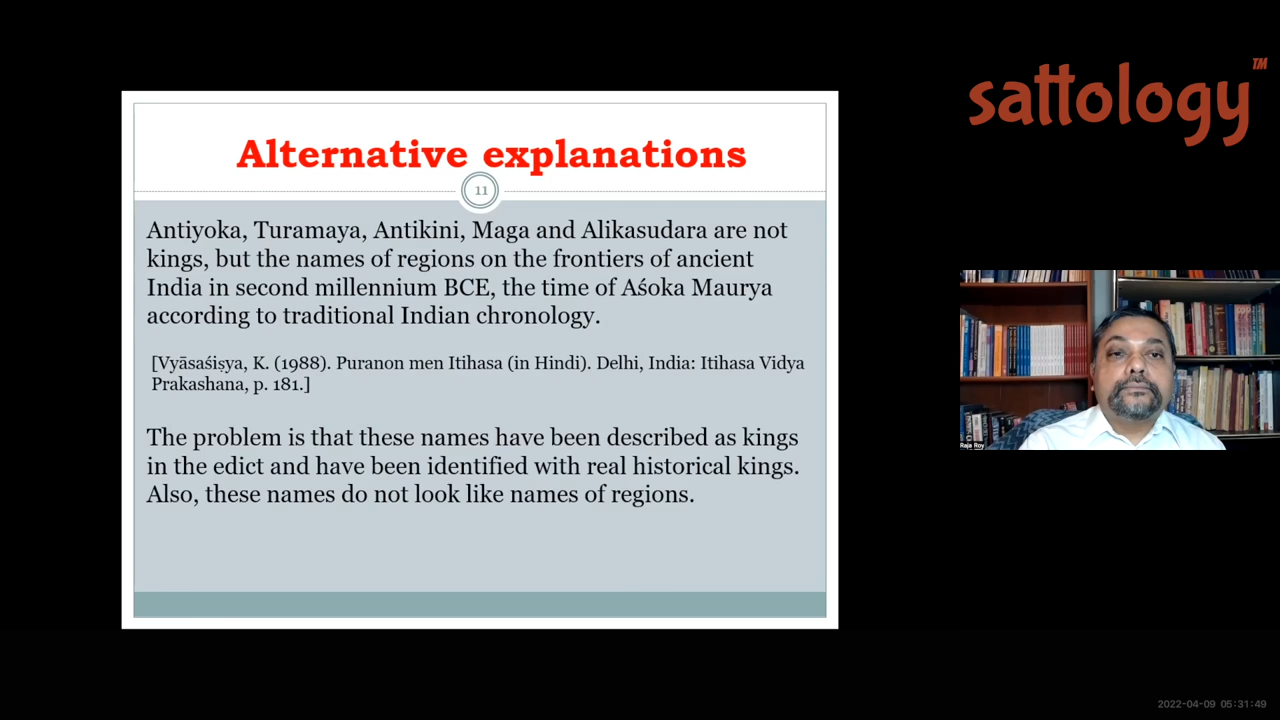 sattology™
Alternative explanations
11
Antiyoka, Turamaya, Antikini, Maga and Alikasudara are not
kings, but the names of regions on the frontiers of ancient
India in second millennium BCE, the time of Aśoka Maurya
according to traditional Indian chronology.
[Vyāsaśiṣya, K. (1988). Puranon men Itihasa (in Hindi). Delhi, India: Itihasa Vidya
Prakashana, p. 181.]
The problem is that these names have been described as kings
in the edict and have been identified with real historical kings.
Also, these names do not look like names of regions.
Raja Roy
2022-04-09 05:31:49